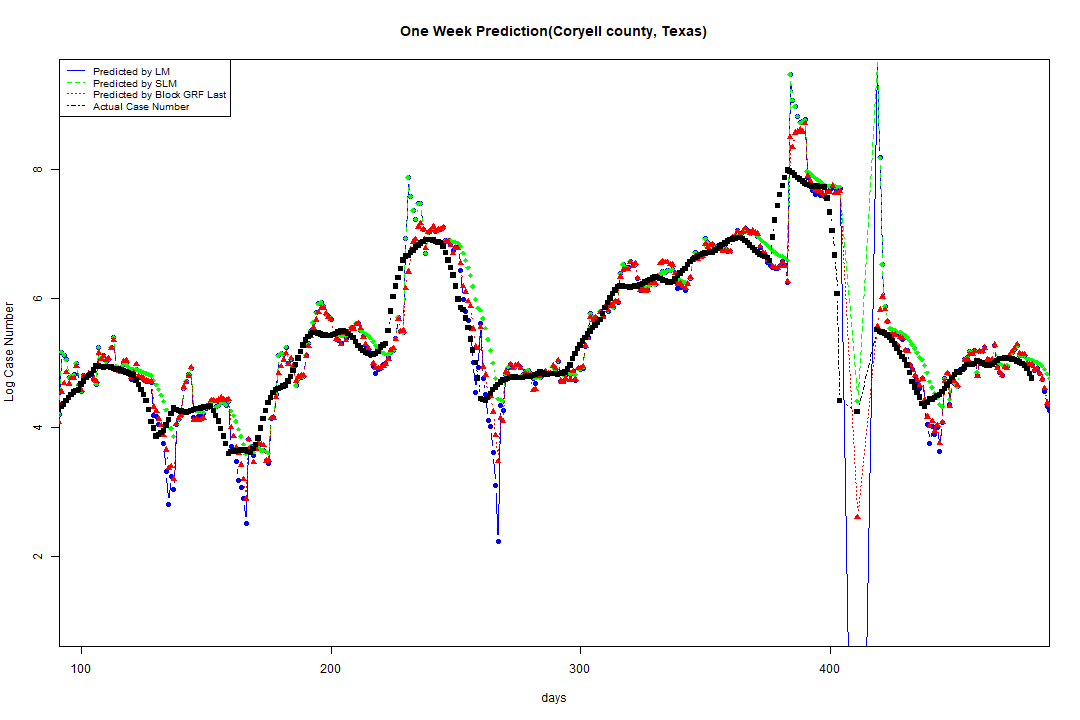 One Week Prediction(Coryell county, Texas)
Predicted by LM
Predicted by SLM
Predicted by Block GRF Last
Actual Case Number
Log Case Number
8
6
4
2
100 200 300 400
days